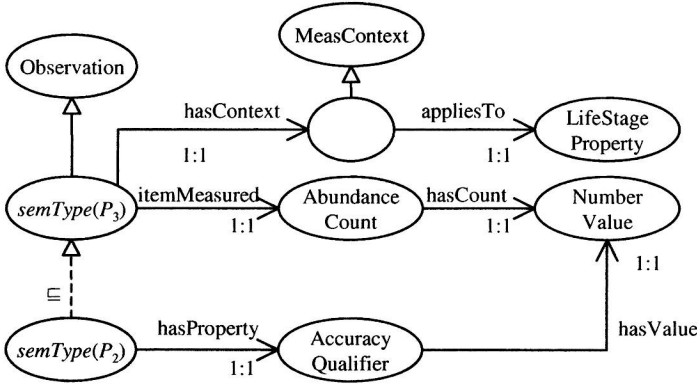 MeasContext
Observation
hasContext
appliesTo
LifeStage
Property
1:1
1:1
semType(P3)
itemMeasured
Abundance
Count
hasCount
Number
Value
1:1
1:1
1:1
⊑
semType(P2)
hasProperty
Accuracy
Qualifier
hasValue
1:1